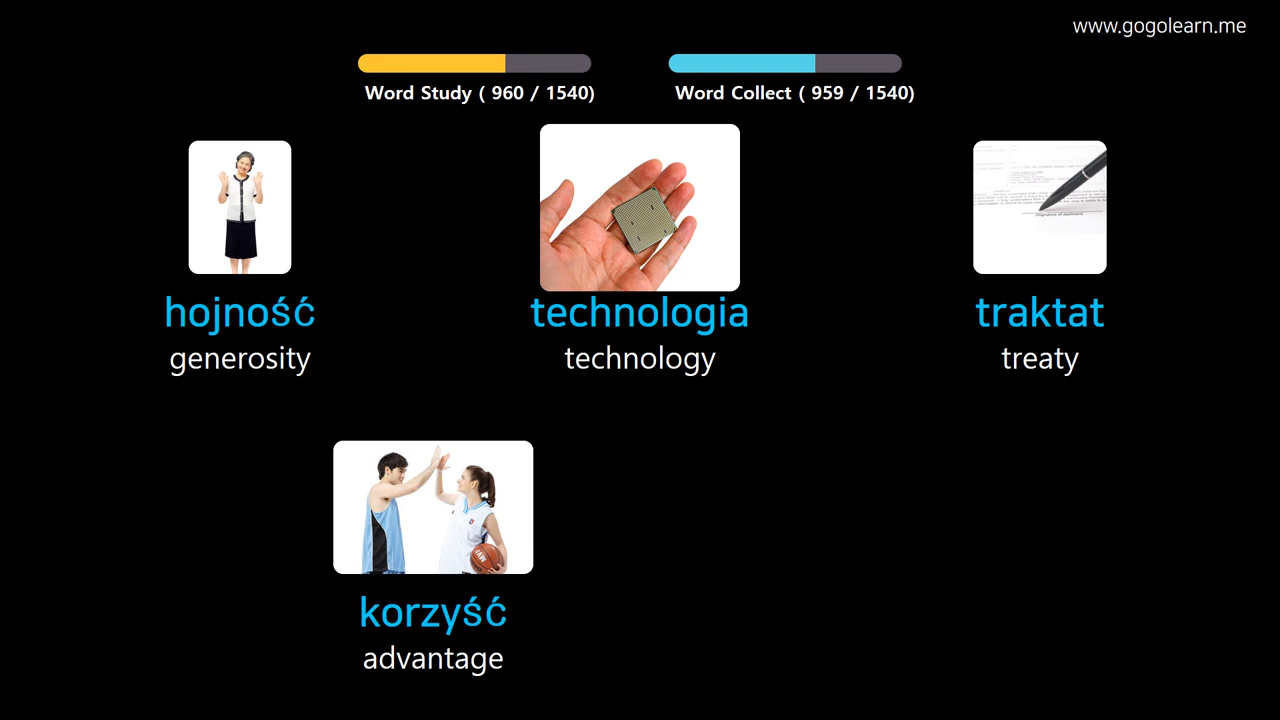 www.gogolearn.me
Word Study ( 960 / 1540)
Word Collect ( 959 / 1540)
hojność
technologia
traktat
generosity
technology
treaty
korzyść
advantage